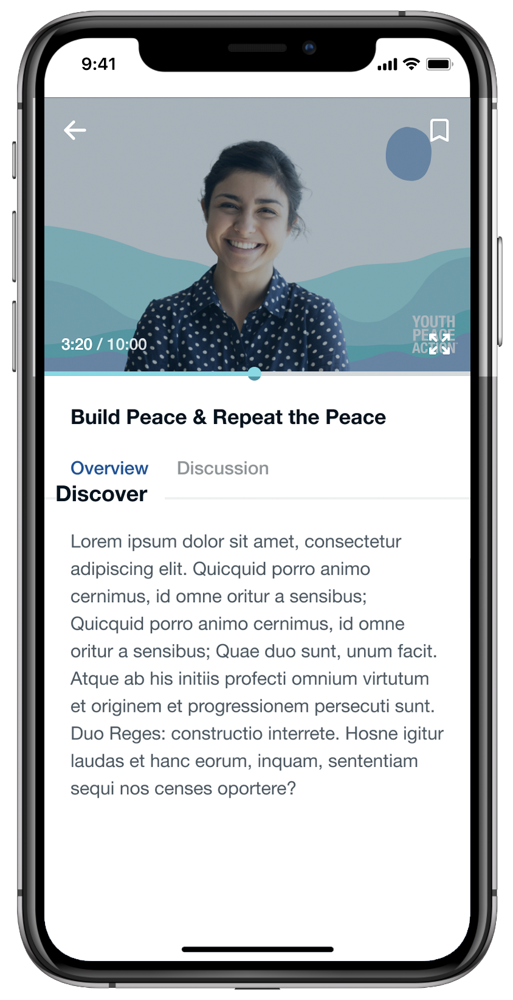 9:41
YOUTH
PEACE
ACTION
3:20 / 10:00
Build Peace & Repeat the Peace
Overview Discussion
Discover
Lorem ipsum dolor sit amet, consectetur
adipiscing elit. Quicquid porro animo
cernimus, id omne oritur a sensibus;
Quicquid porro animo cernimus, id omne
oritur a sensibus; Quae duo sunt, unum facit.
Atque ab his initiis profecti omnium virtutum
et originem et progressionem persecuti sunt.
Duo Reges: constructio interrete. Hosne igitur
laudas et hanc eorum, inquam, sententiam
sequi nos censes oportere?